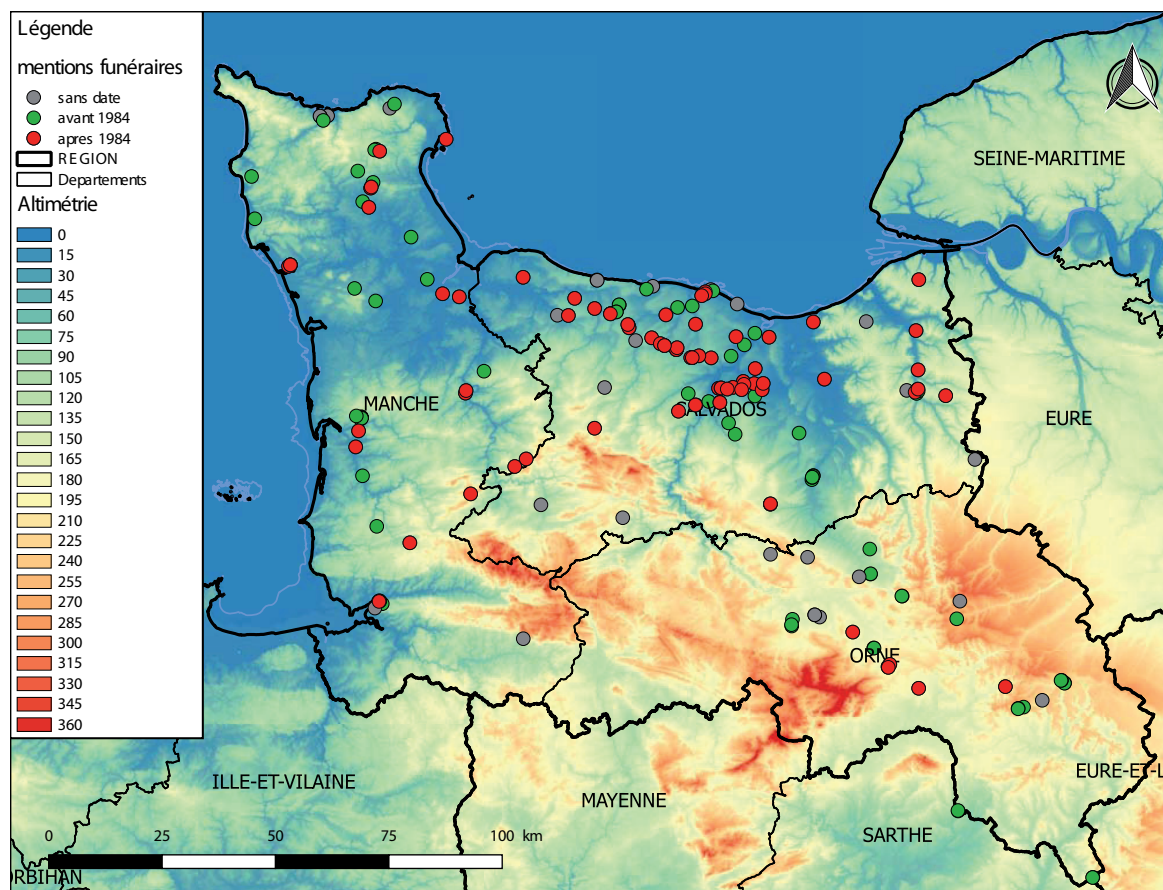 Légende
mentions funéraires
sans date
avant 1984
apres 1984
REGION
Departements
Altimétrie
0
15
30
45
60
75
90
105
120
135
150
165
180
195
210
225
240
255
270
285
300
315
330
345
360
SEINE-MARITIME
EURE
MANCHE
CALVADOS
ORNE
EURE-ET-L
ILLE-ET-VILAINE
MAYENNE
SARTHE
0 25 50 75 100 km
ORBIHAN